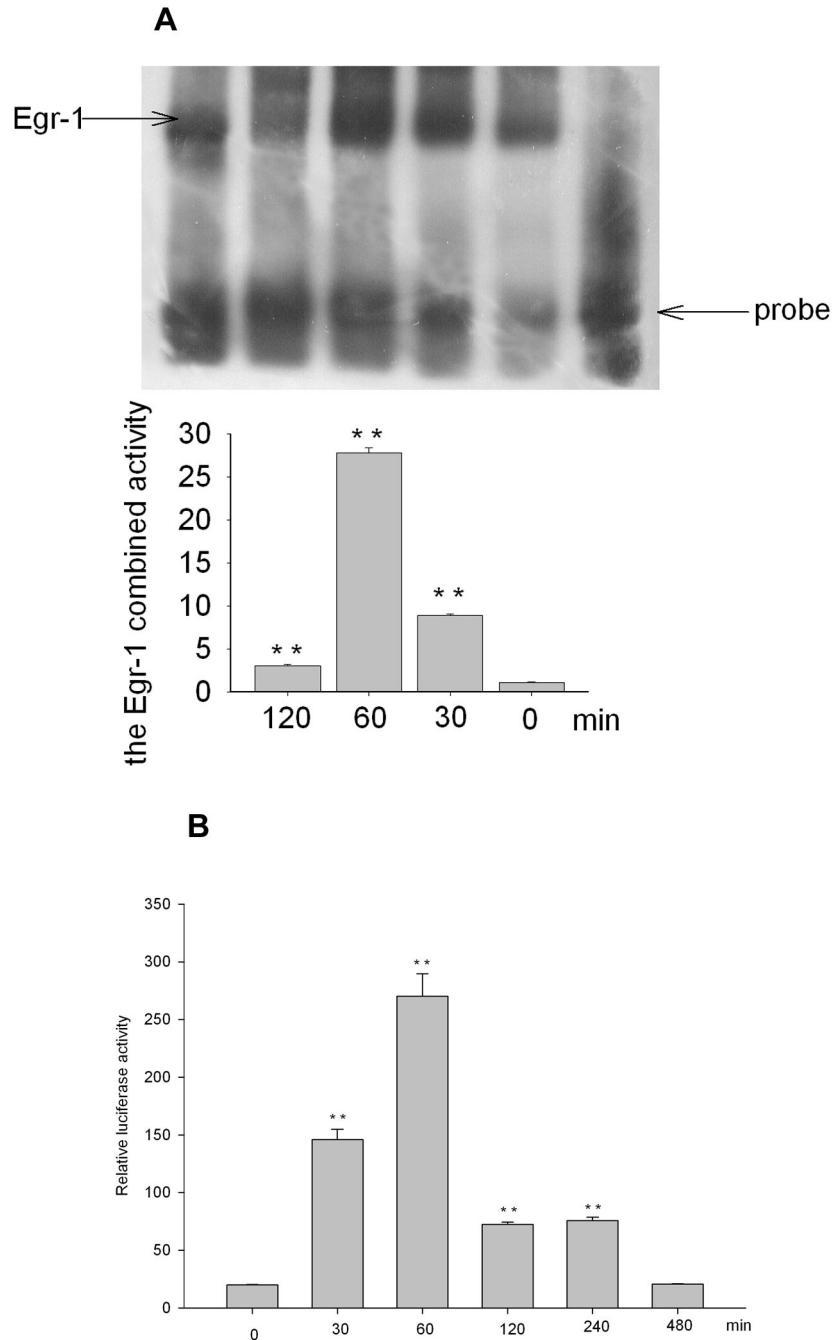 A
Egr-1
probe
the Egr-1 combined activity
30
25
20
15
10
5
0
* *
* *
* *
120 60 30 0 min
B
Relative luciferase activity
350
300
250
200
150
100
50
0
* *
* *
* *
* *
0 30 60 120 240 480 min